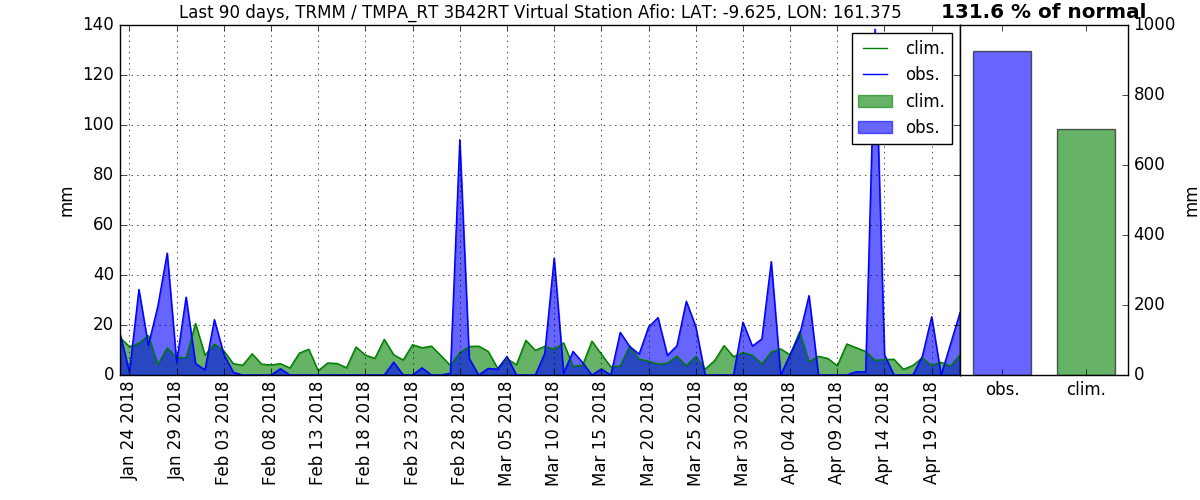 Last 90 days, TRMM / TMPA_RT 3B42RT Virtual Station Afio: LAT: -9.625, LON: 161.375
131.6 % of normal
140
120
100
80
60
40
20
0
mm
clim.
obs.
clim.
obs.
1000
800
600
400
200
0
mm
obs.
clim.
Jan 24 2018
Jan 29 2018
Feb 03 2018
Feb 08 2018
Feb 13 2018
Feb 18 2018
Feb 23 2018
Feb 28 2018
Mar 05 2018
Mar 10 2018
Mar 15 2018
Mar 20 2018
Mar 25 2018
Mar 30 2018
Apr 04 2018
Apr 09 2018
Apr 14 2018
Apr 19 2018